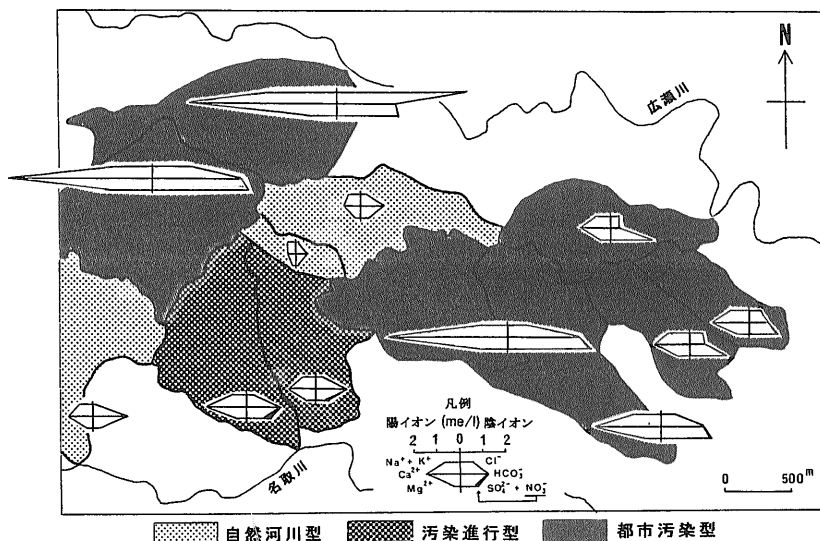 N
広瀬川
名取川
凡例
陽イオン (me/l) 陰イオン
2 1 0 1 2
Na⁺ + K⁺ Cl⁻
Ca²⁺ HCO₃⁻
Mg²⁺ SO₄²⁻ + NO₃⁻
0 500 m
自然河川型 汚染進行型 都市汚染型